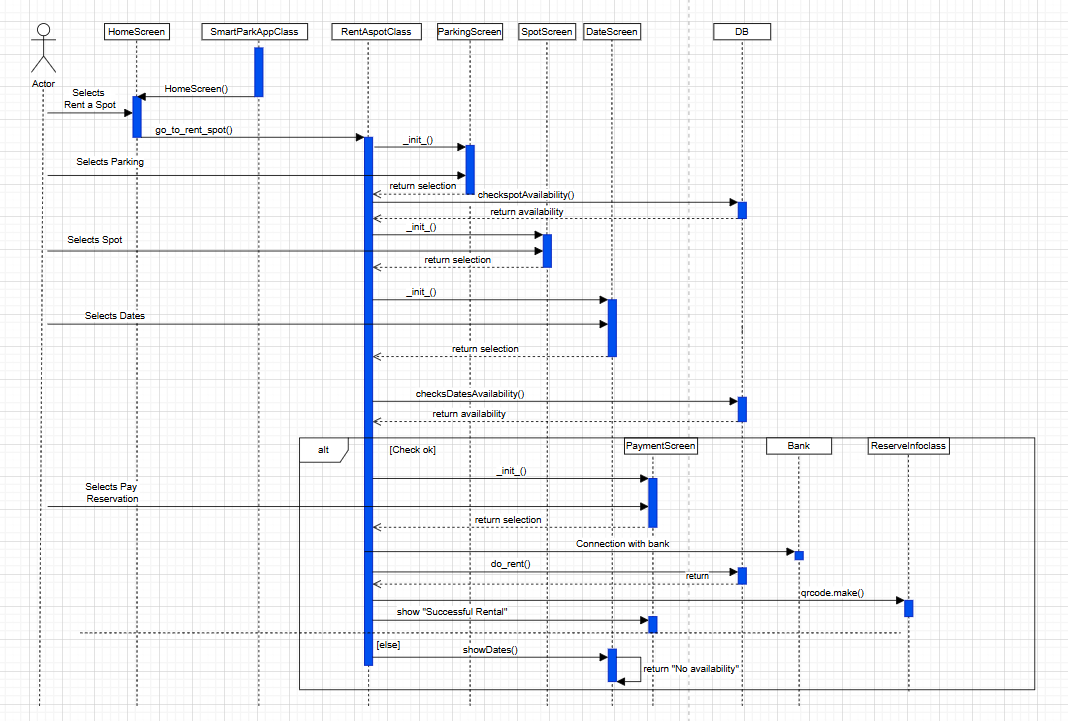 HomeScreen
SmartParkAppClass
RentAspotClass
ParkingScreen
SpotScreen
DateScreen
DB
Actor
Selects
Rent a Spot
HomeScreen()
go_to_rent_spot()
_init_()
Selects Parking
return selection
checkspotAvailability()
return availability
_init_()
Selects Spot
return selection
_init_()
Selects Dates
return selection
checksDatesAvailability()
return availability
alt
[Check ok]
PaymentScreen
Bank
ReserveInfoclass
_init_()
Selects Pay
Reservation
return selection
Connection with bank
do_rent()
return
qrcode.make()
show "Successful Rental"
[else]
showDates()
return "No availability"